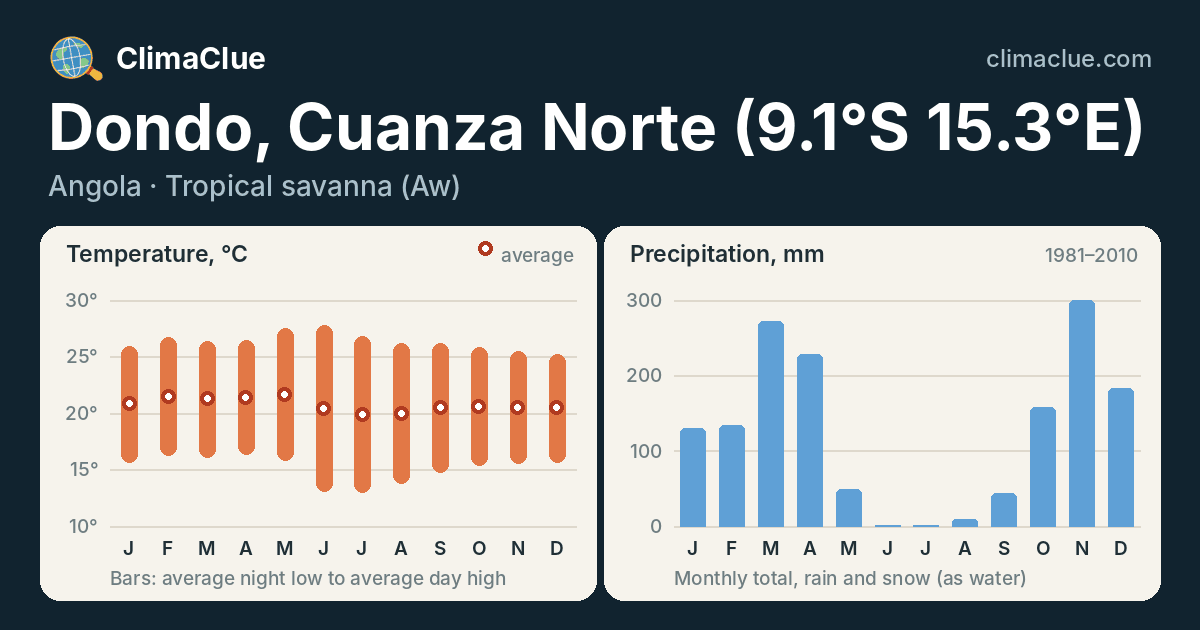 ClimaClue
climaclue.com
Dondo, Cuanza Norte (9.1°S 15.3°E)
Angola · Tropical savanna (Aw)
Temperature, °C
average
30°
25°
20°
15°
10°
J F M A M J J A S O N D
Bars: average night low to average day high
Precipitation, mm
1981–2010
300
200
100
0
J F M A M J J A S O N D
Monthly total, rain and snow (as water)